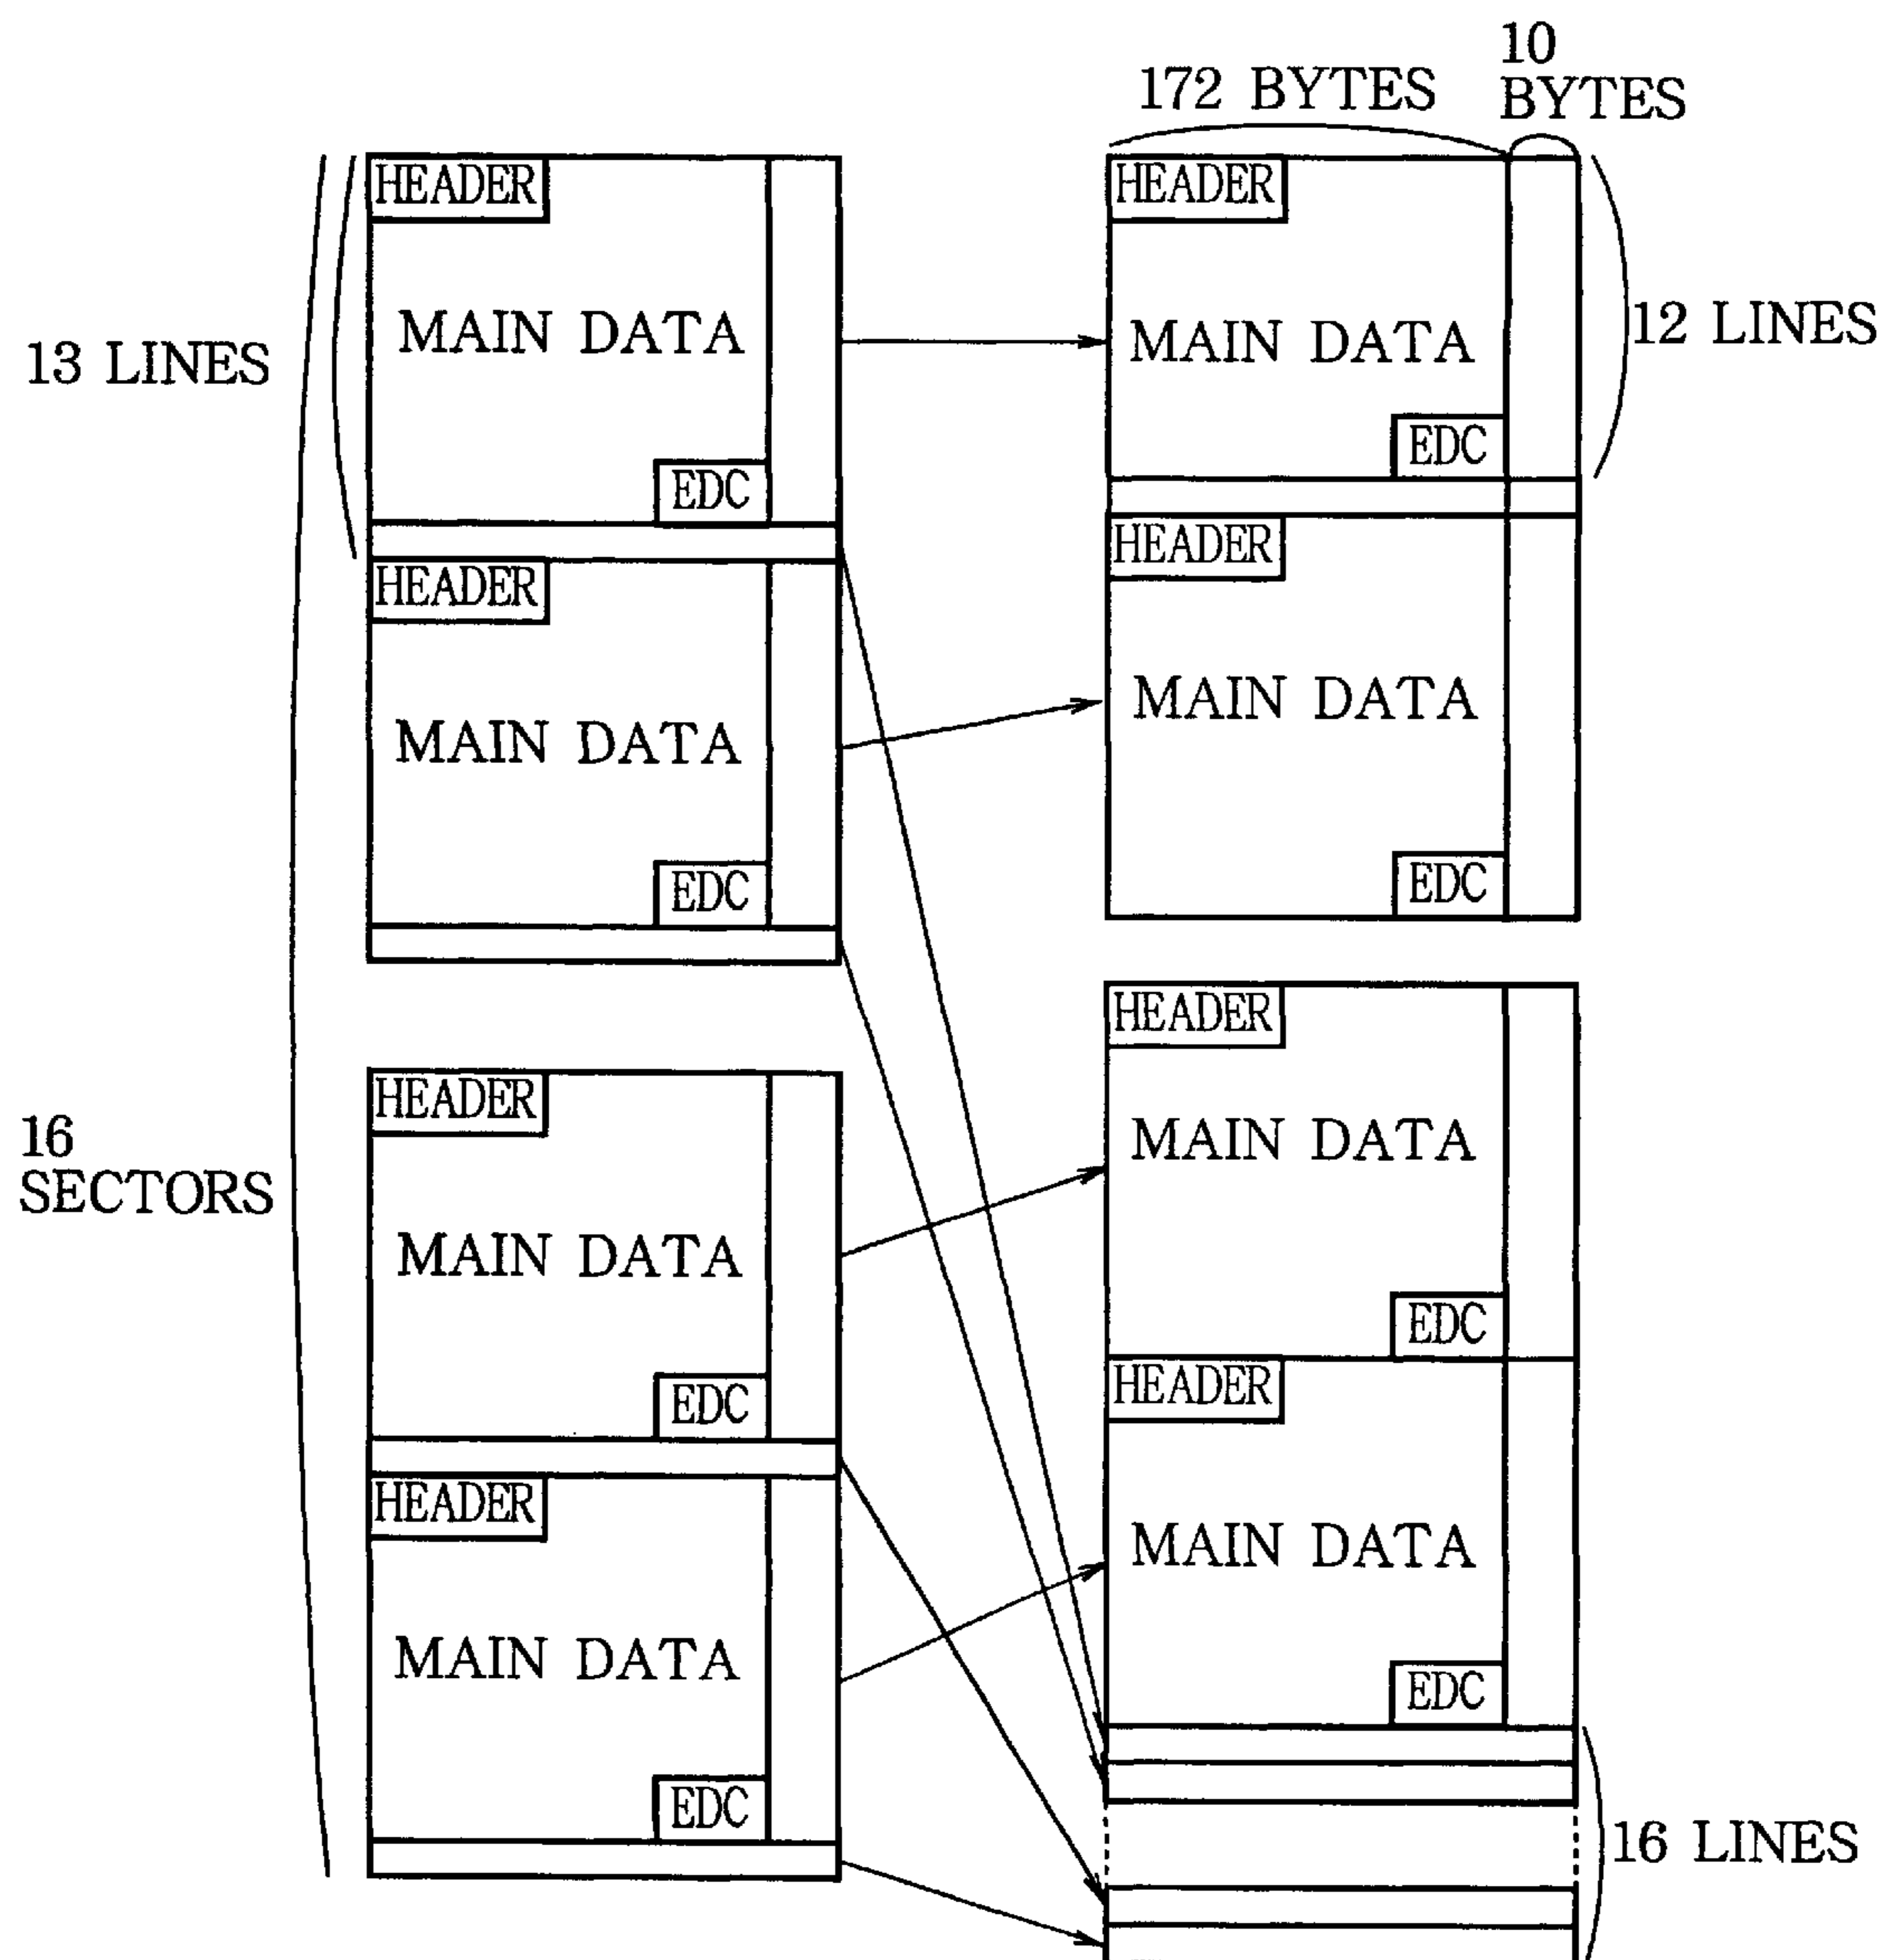 10
172 BYTES
BYTES
HEADER
MAIN DATA
EDC
HEADER
MAIN DATA
EDC
13 LINES
16
SECTORS
HEADER
MAIN DATA
EDC
HEADER
MAIN DATA
EDC
HEADER
MAIN DATA
EDC
12 LINES
HEADER
MAIN DATA
EDC
HEADER
MAIN DATA
EDC
HEADER
MAIN DATA
EDC
16 LINES